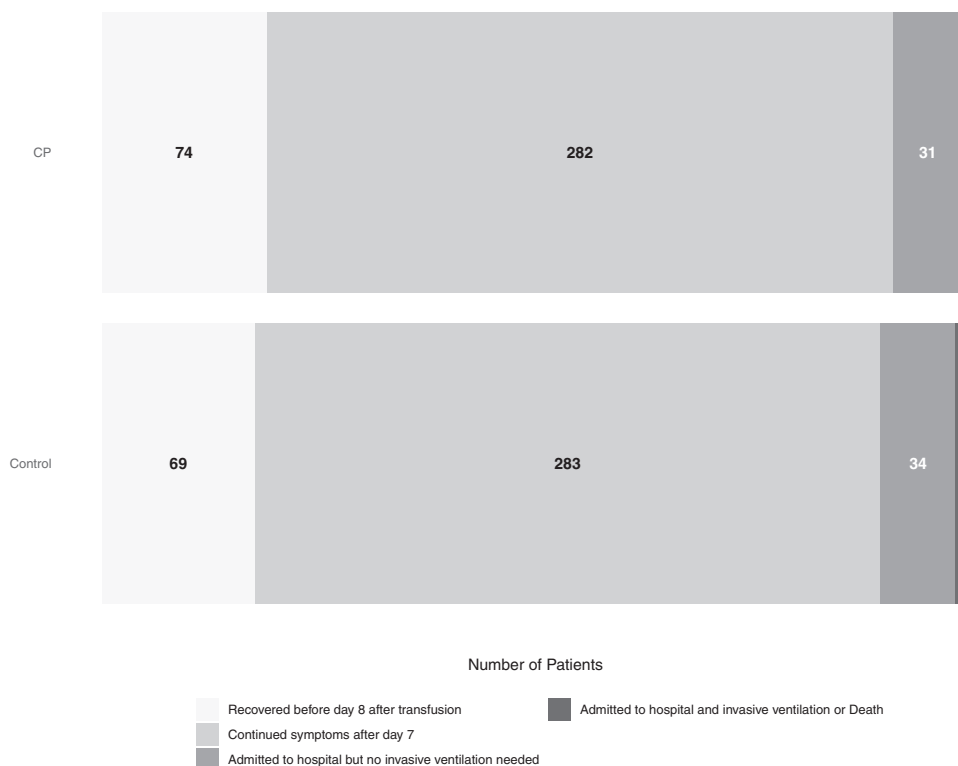 CP
74
282
31
Control
69
283
34
Number of Patients
Recovered before day 8 after transfusion
Admitted to hospital and invasive ventilation or Death
Continued symptoms after day 7
Admitted to hospital but no invasive ventilation needed